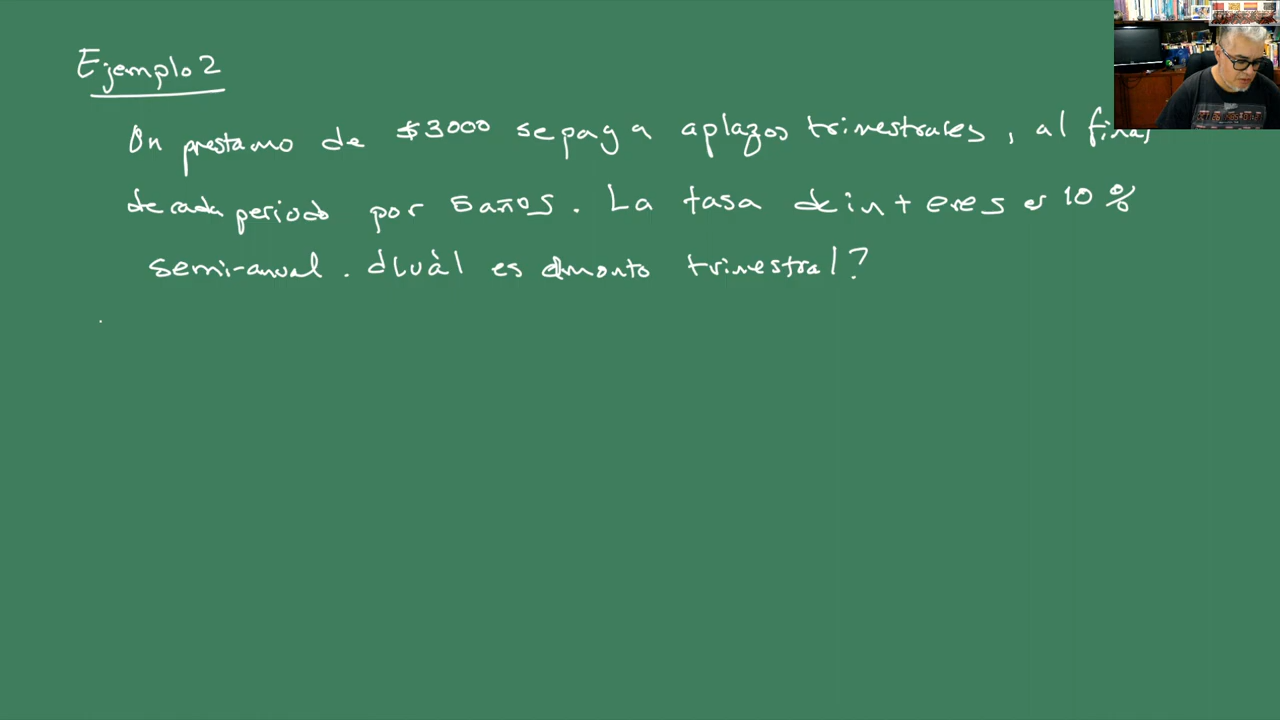 Ejemplo 2
Un prestamo de $3000 se paga a plazos trimestrales, al final
de cada periodo por 5 años. La tasa de interes es 10%
semi-anual. ¿Cuàl es el monto trimestral?